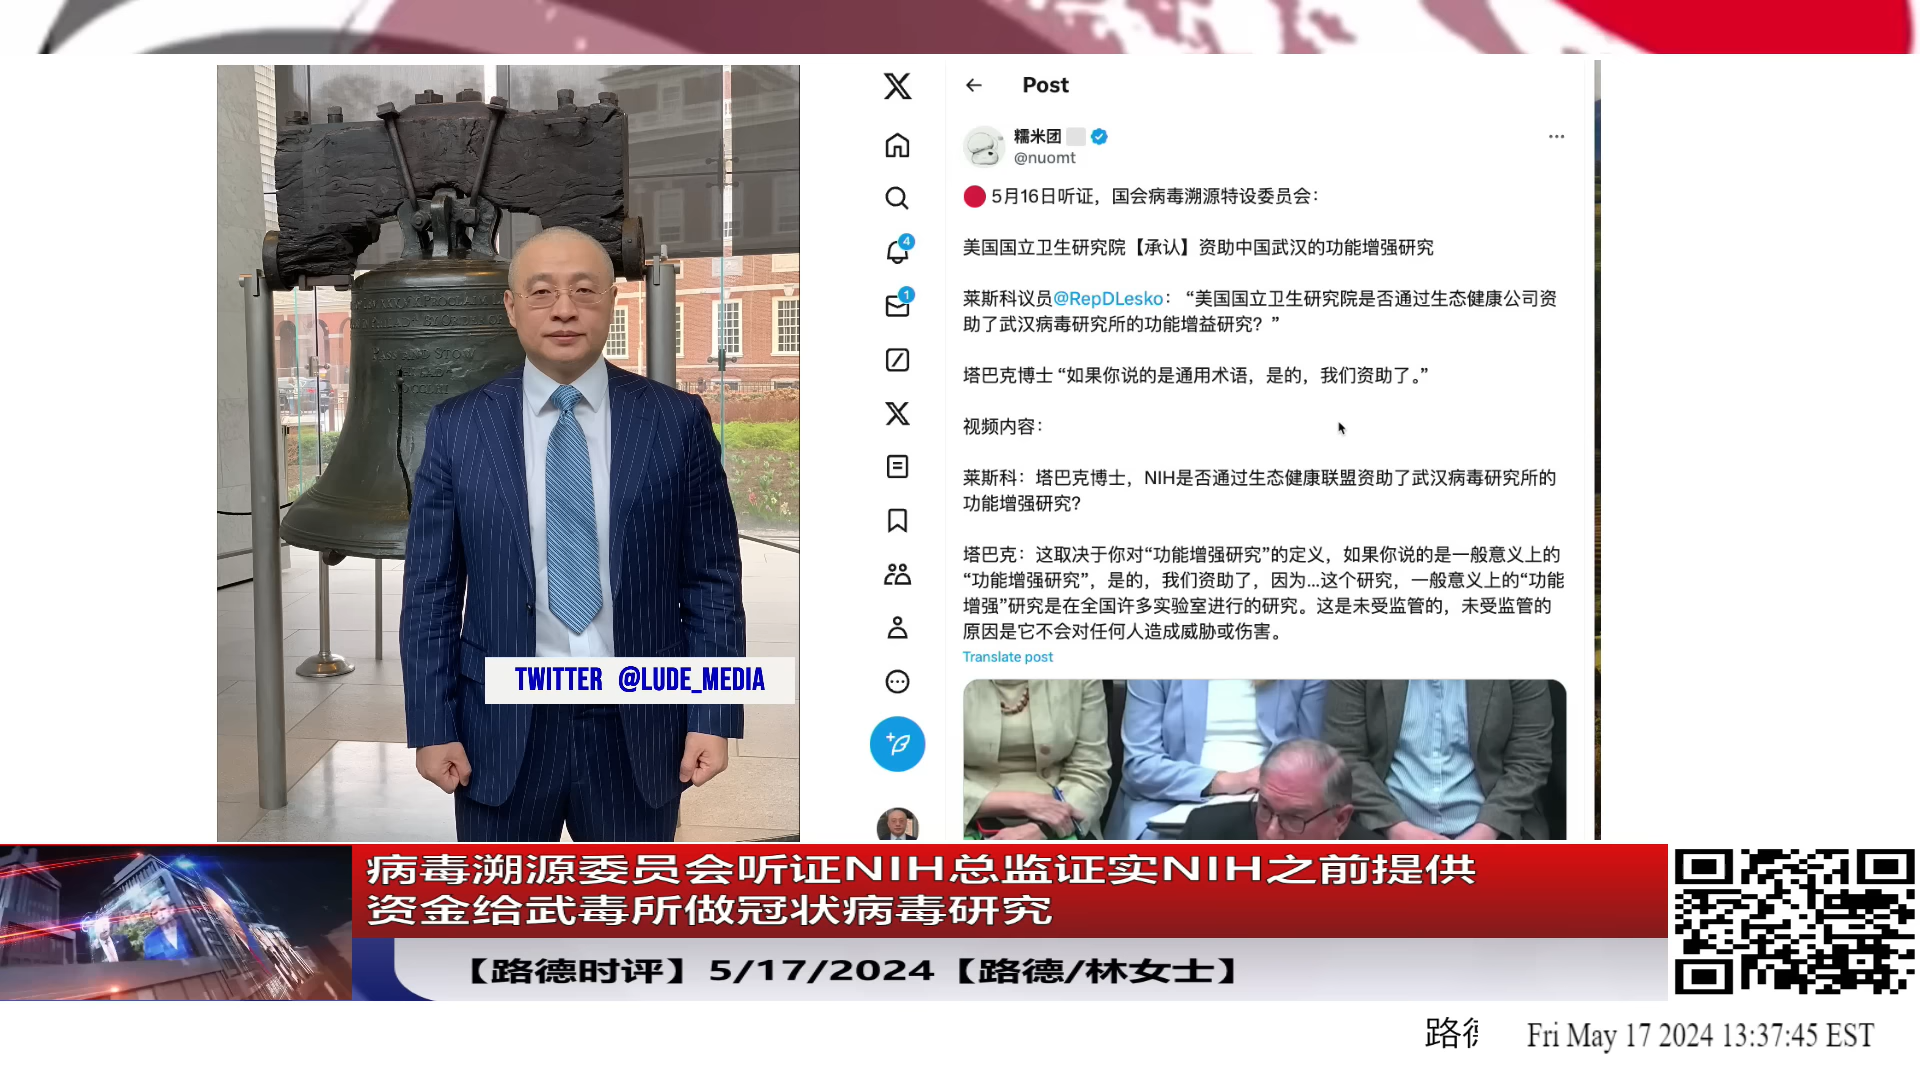 Post
糯米团
@nuomt
5月16日听证，国会病毒溯源特设委员会：
美国国立卫生研究院【承认】资助中国武汉的功能增强研究
莱斯科议员@RepDLesko：“美国国立卫生研究院是否通过生态健康公司资
助了武汉病毒研究所的功能增益研究？”
塔巴克博士 “如果你说的是通用术语，是的，我们资助了。”
视频内容：
莱斯科：塔巴克博士，NIH是否通过生态健康联盟资助了武汉病毒研究所的
功能增强研究？
塔巴克：这取决于你对“功能增强研究”的定义，如果你说的是一般意义上的
“功能增强研究”，是的，我们资助了，因为...这个研究，一般意义上的“功能
增强”研究是在全国许多实验室进行的研究。这是未受监管的，未受监管的
原因是它不会对任何人造成威胁或伤害。
Translate post
4
1
PASS AND STOW
TWITTER @LUDE_MEDIA
病毒溯源委员会听证NIH总监证实NIH之前提供
资金给武毒所做冠状病毒研究
【路德时评】5/17/2024【路德/林女士】
路德
Fri May 17 2024 13:37:45 EST